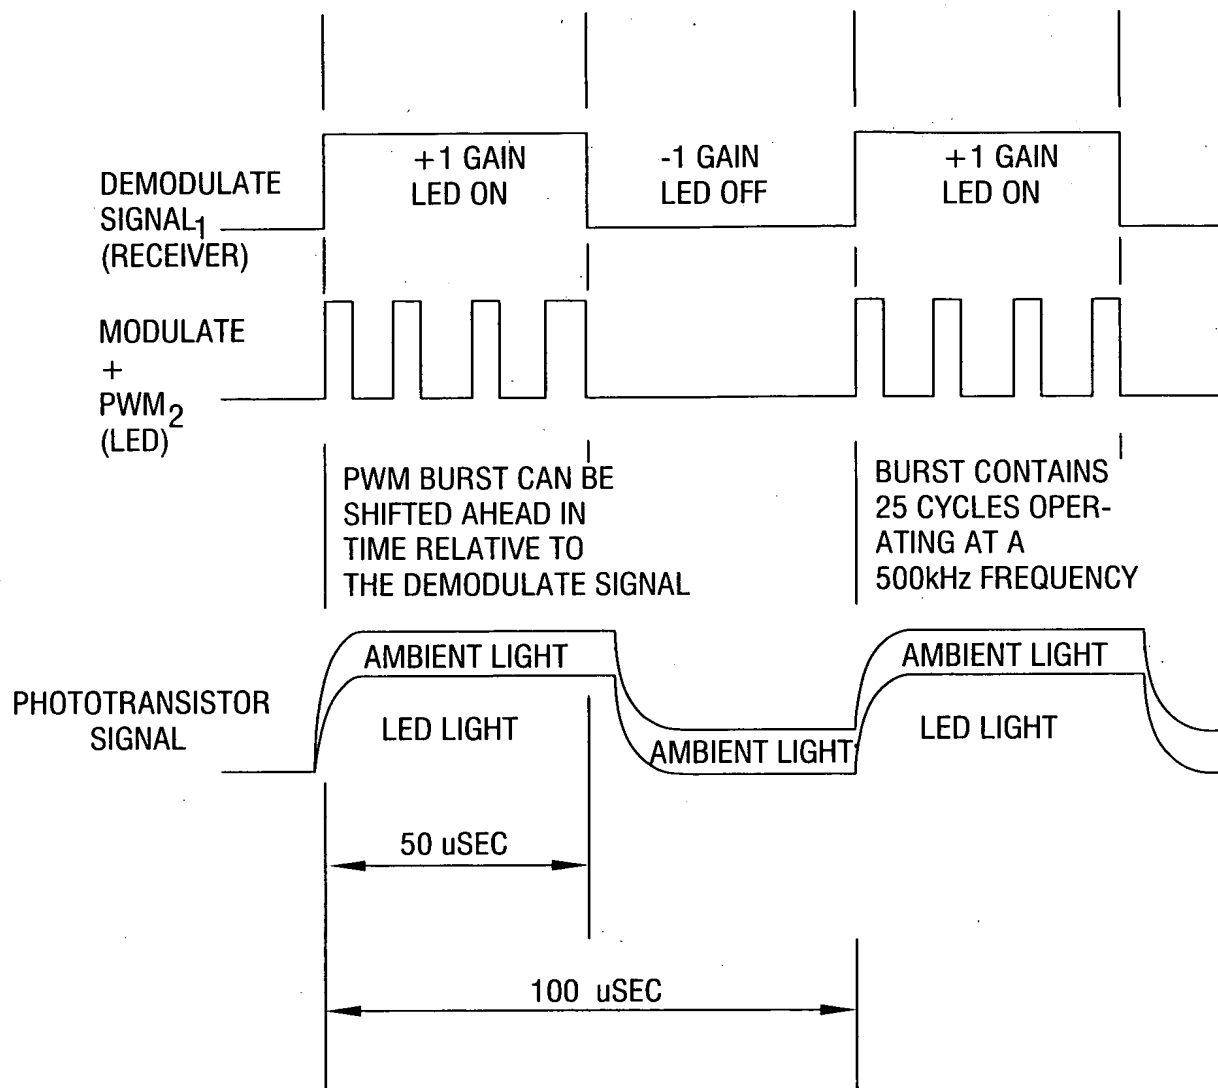 +1 GAIN
LED ON
-1 GAIN
LED OFF
+1 GAIN
LED ON
DEMODULATE
SIGNAL1
(RECEIVER)
MODULATE
+
PWM2
(LED)
PWM BURST CAN BE
SHIFTED AHEAD IN
TIME RELATIVE TO
THE DEMODULATE SIGNAL
BURST CONTAINS
25 CYCLES OPER-
ATING AT A
500kHz FREQUENCY
PHOTOTRANSISTOR
SIGNAL
AMBIENT LIGHT
LED LIGHT
AMBIENT LIGHT
AMBIENT LIGHT
LED LIGHT
50 uSEC
100 uSEC